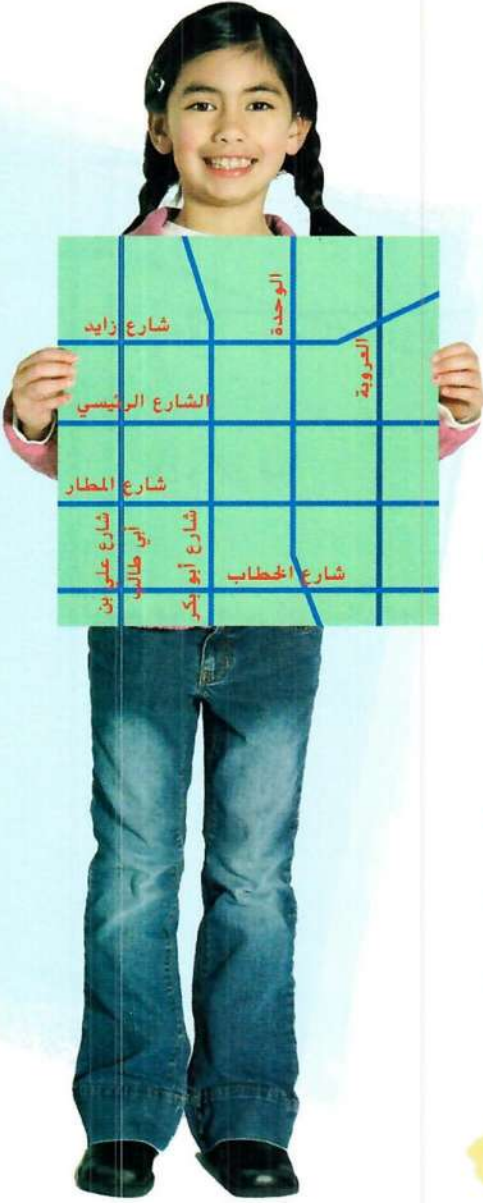 الوحدة
العروبة
شارع زايد
الشارع الرئيسي
شارع المطار
شارع الخطاب
شارع أبو بكر
شارع علي بن
أبي طالب